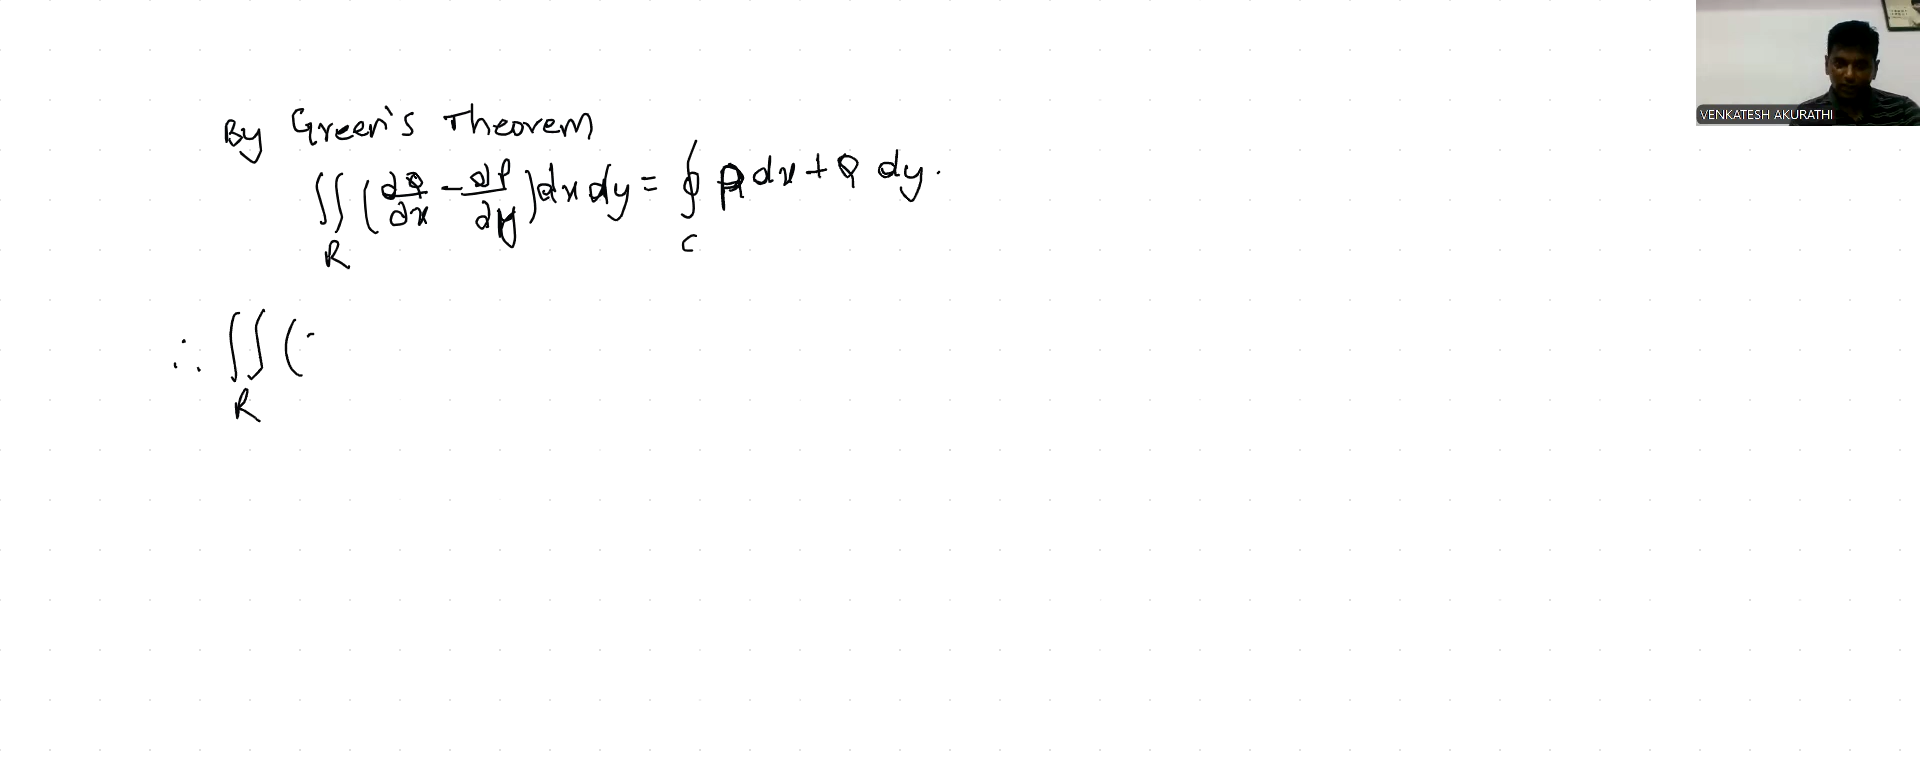 By Green's Theorem
∬_R (∂Q/∂x − ∂P/∂y) dx dy = ∮_C P dx + Q dy.
∴ ∬_R (
VENKATESH AKURATHI